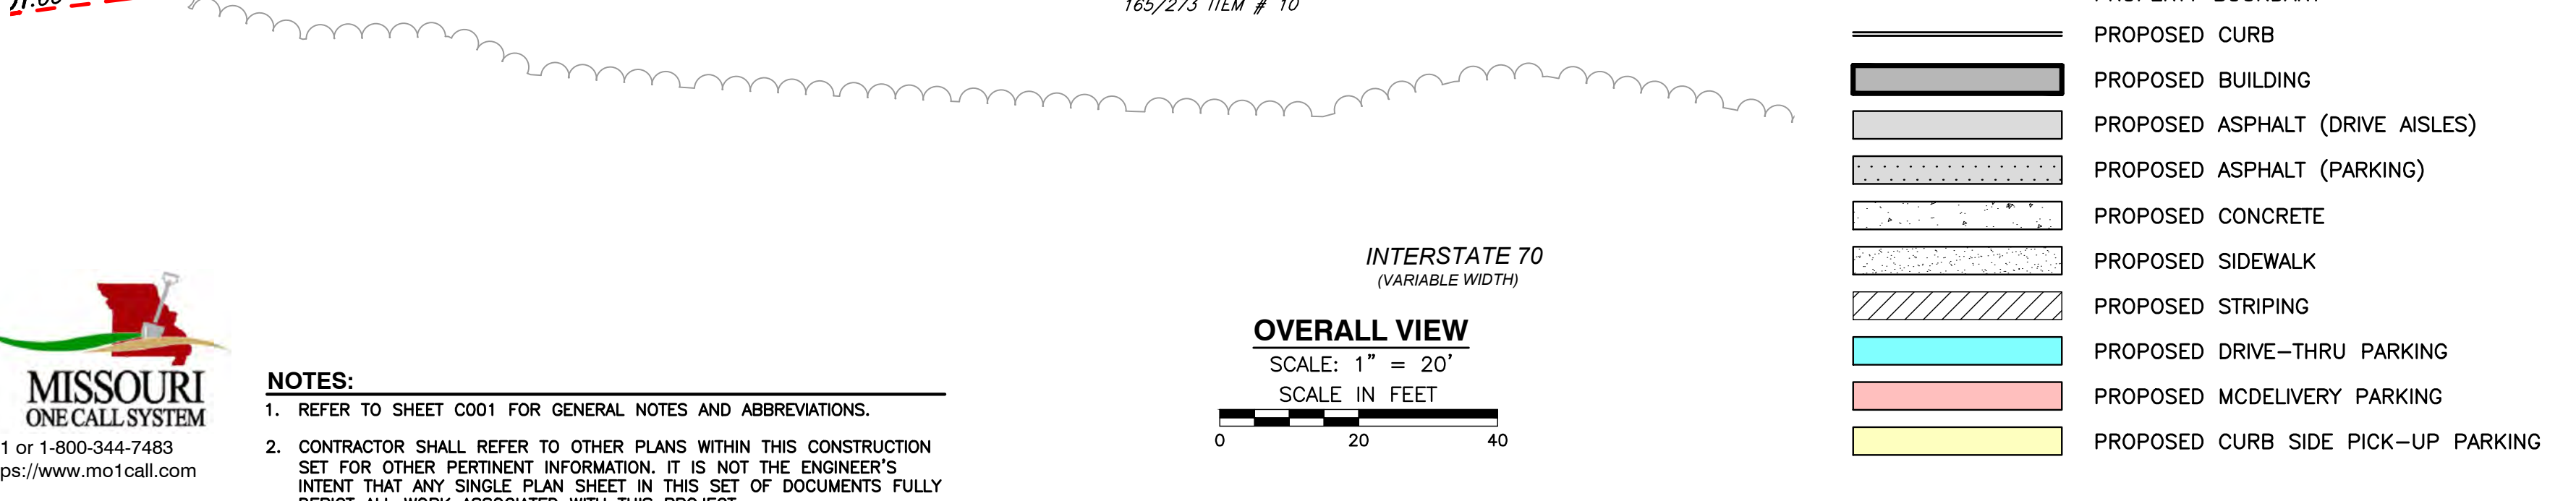 165/273 ITEM # 10
PROPOSED CURB
PROPOSED BUILDING
PROPOSED ASPHALT (DRIVE AISLES)
PROPOSED ASPHALT (PARKING)
PROPOSED CONCRETE
PROPOSED SIDEWALK
PROPOSED STRIPING
PROPOSED DRIVE-THRU PARKING
PROPOSED MCDELIVERY PARKING
PROPOSED CURB SIDE PICK-UP PARKING
INTERSTATE 70
(VARIABLE WIDTH)
OVERALL VIEW
SCALE: 1" = 20'
SCALE IN FEET
0 20 40
MISSOURI
ONE CALL SYSTEM
1 or 1-800-344-7483
ps://www.mo1call.com
NOTES:
1. REFER TO SHEET C001 FOR GENERAL NOTES AND ABBREVIATIONS.
2. CONTRACTOR SHALL REFER TO OTHER PLANS WITHIN THIS CONSTRUCTION
SET FOR OTHER PERTINENT INFORMATION. IT IS NOT THE ENGINEER'S
INTENT THAT ANY SINGLE PLAN SHEET IN THIS SET OF DOCUMENTS FULLY